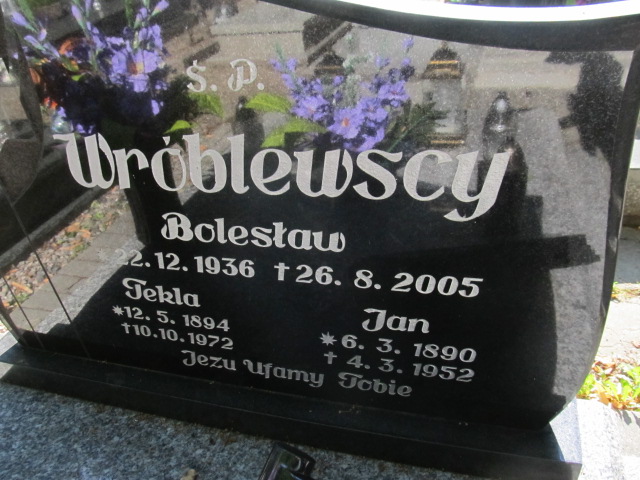 Ś. P.
Wróblewscy
Bolesław
*22.12.1936 †26. 8. 2005
Tekla
*12. 5. 1894
†10.10.1972
Jan
*6. 3. 1890
† 4. 3. 1952
Jezu Ufamy Tobie